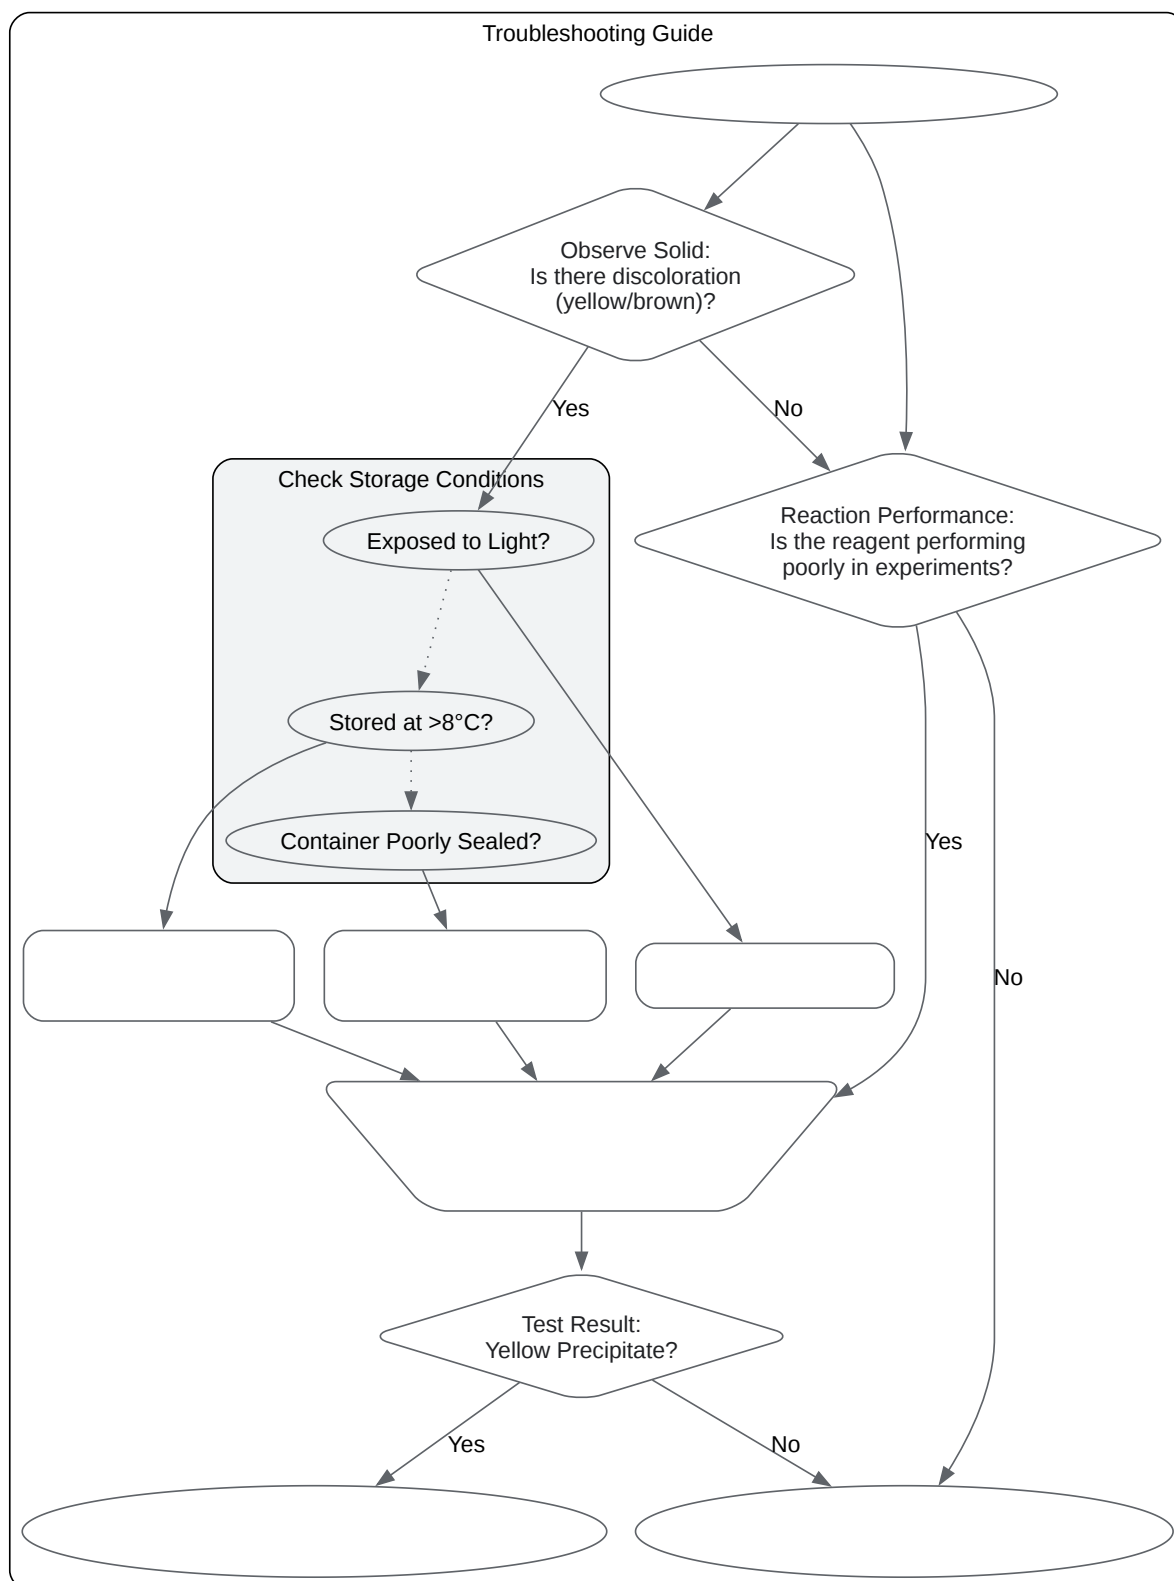 Troubleshooting Guide
Observe Solid:
Is there discoloration
(yellow/brown)?
Yes
No
Check Storage Conditions
Exposed to Light?
Reaction Performance:
Is the reagent performing
poorly in experiments?
Stored at >8°C?
Container Poorly Sealed?
Yes
No
Test Result:
Yellow Precipitate?
Yes
No